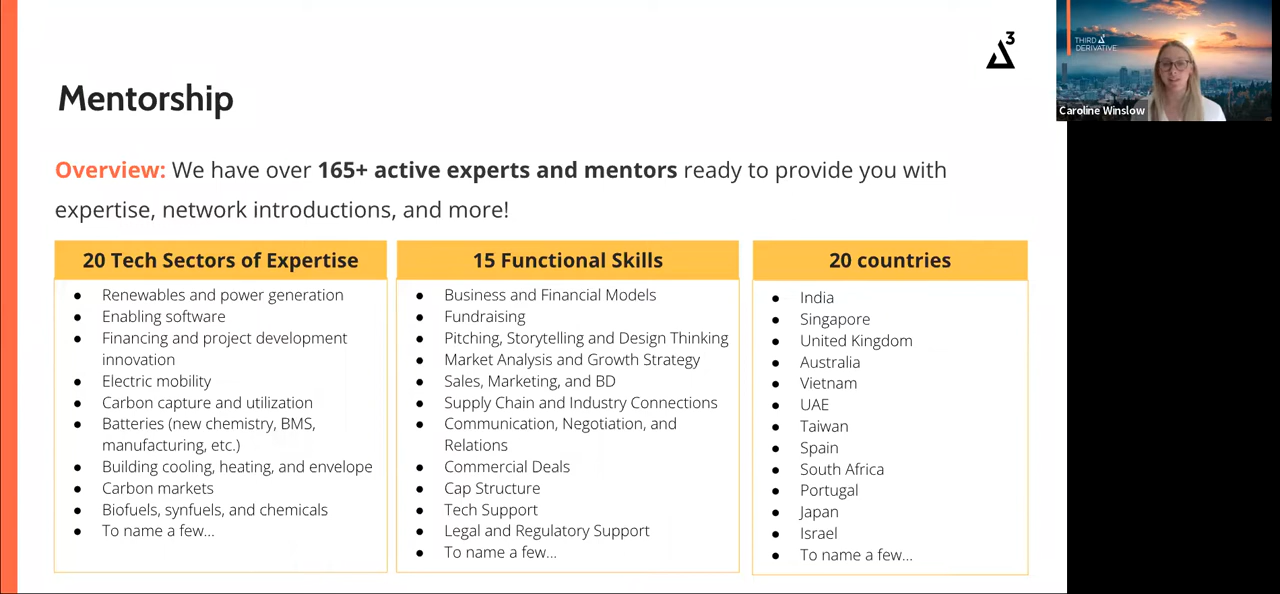 3
THIRD
DERIVATIVE
Caroline Winslow
Mentorship
Overview: We have over 165+ active experts and mentors ready to provide you with
expertise, network introductions, and more!
20 Tech Sectors of Expertise
● Renewables and power generation
● Enabling software
● Financing and project development
innovation
● Electric mobility
● Carbon capture and utilization
● Batteries (new chemistry, BMS,
manufacturing, etc.)
● Building cooling, heating, and envelope
● Carbon markets
● Biofuels, synfuels, and chemicals
● To name a few...
15 Functional Skills
● Business and Financial Models
● Fundraising
● Pitching, Storytelling and Design Thinking
● Market Analysis and Growth Strategy
● Sales, Marketing, and BD
● Supply Chain and Industry Connections
● Communication, Negotiation, and
Relations
● Commercial Deals
● Cap Structure
● Tech Support
● Legal and Regulatory Support
● To name a few...
20 countries
● India
● Singapore
● United Kingdom
● Australia
● Vietnam
● UAE
● Taiwan
● Spain
● South Africa
● Portugal
● Japan
● Israel
● To name a few...